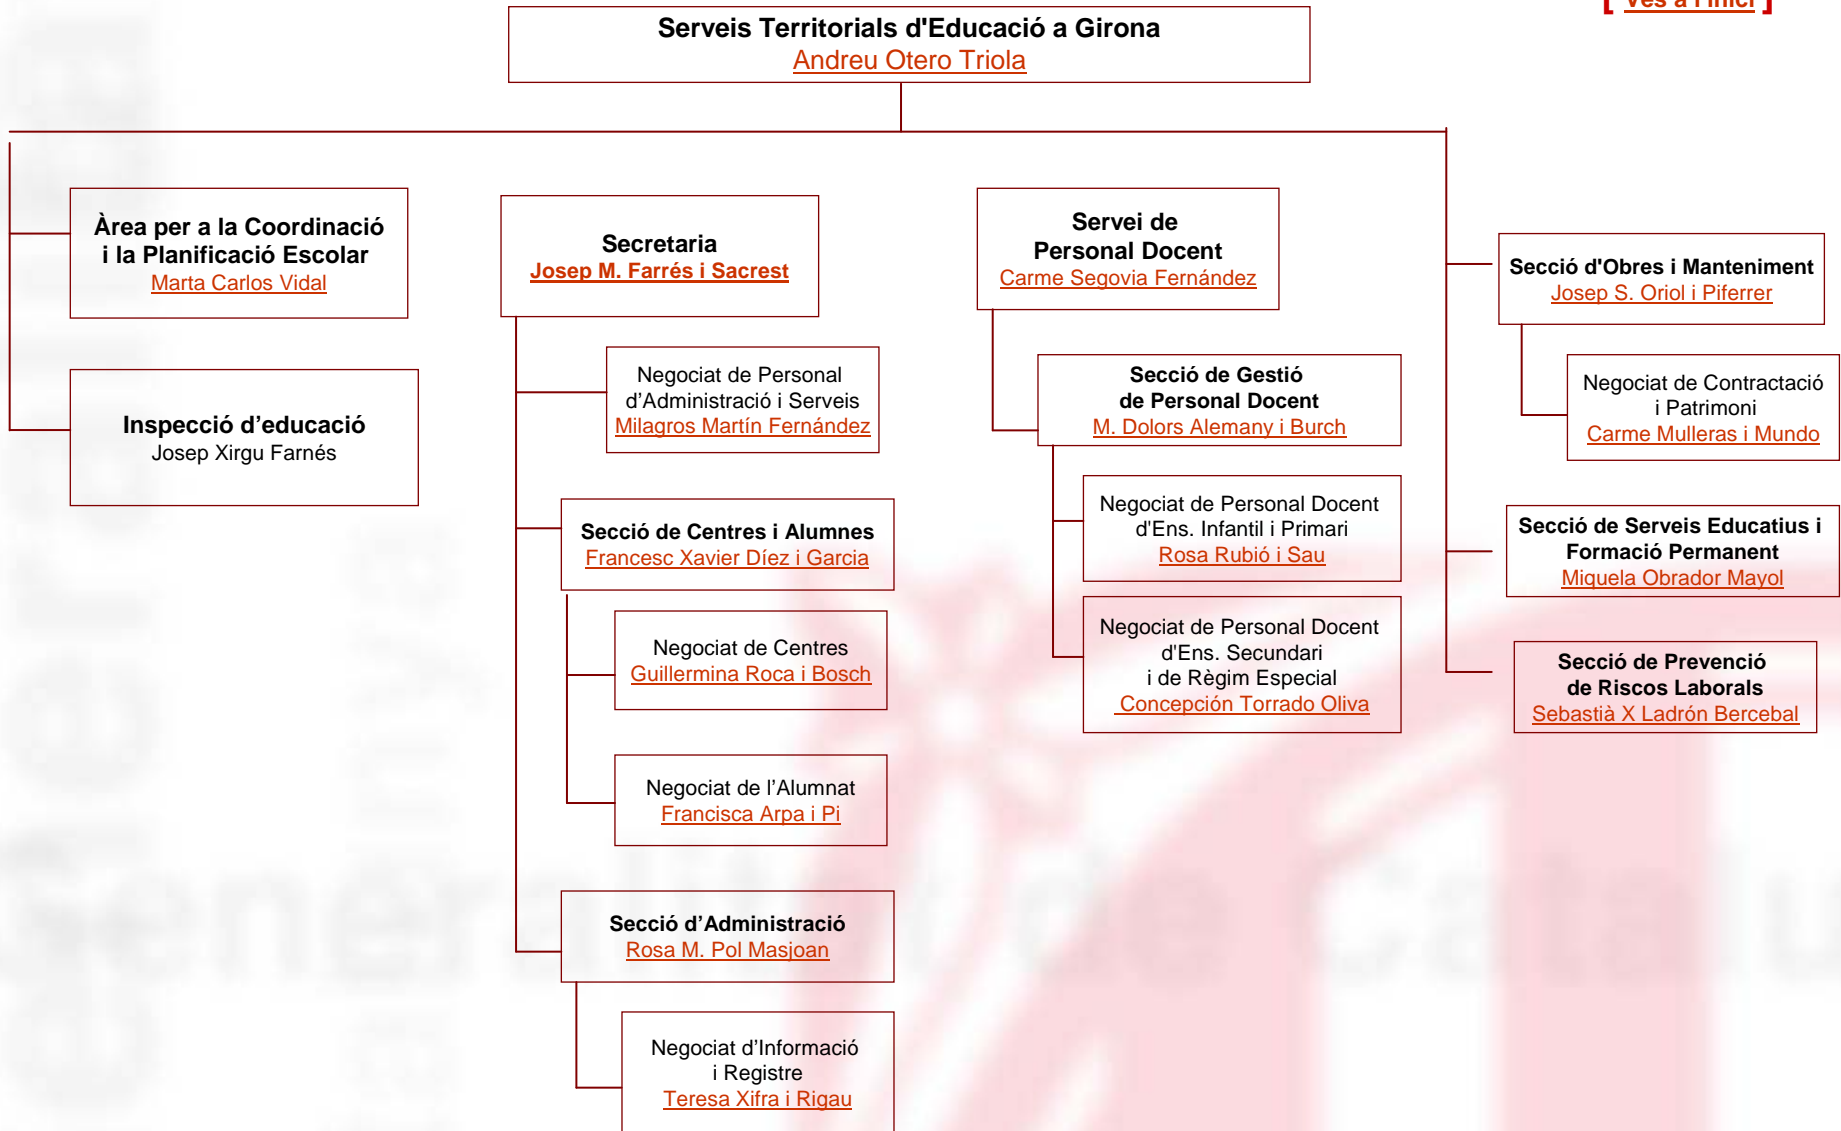 [ Ves a l'inici ]
Serveis Territorials d'Educació a Girona
Andreu Otero Triola
Àrea per a la Coordinació
i la Planificació Escolar
Marta Carlos Vidal
Inspecció d’educació
Josep Xirgu Farnés
Secretaria
Josep M. Farrés i Sacrest
Negociat de Personal
d’Administració i Serveis
Milagros Martín Fernández
Secció de Centres i Alumnes
Francesc Xavier Díez i Garcia
Negociat de Centres
Guillermina Roca i Bosch
Negociat de l’Alumnat
Francisca Arpa i Pi
Secció d’Administració
Rosa M. Pol Masjoan
Negociat d’Informació
i Registre
Teresa Xifra i Rigau
Servei de
Personal Docent
Carme Segovia Fernández
Secció de Gestió
de Personal Docent
M. Dolors Alemany i Burch
Negociat de Personal Docent
d'Ens. Infantil i Primari
Rosa Rubió i Sau
Negociat de Personal Docent
d'Ens. Secundari
i de Règim Especial
Concepción Torrado Oliva
Secció d'Obres i Manteniment
Josep S. Oriol i Piferrer
Negociat de Contractació
i Patrimoni
Carme Mulleras i Mundo
Secció de Serveis Educatius i
Formació Permanent
Miquela Obrador Mayol
Secció de Prevenció
de Riscos Laborals
Sebastià X Ladrón Bercebal